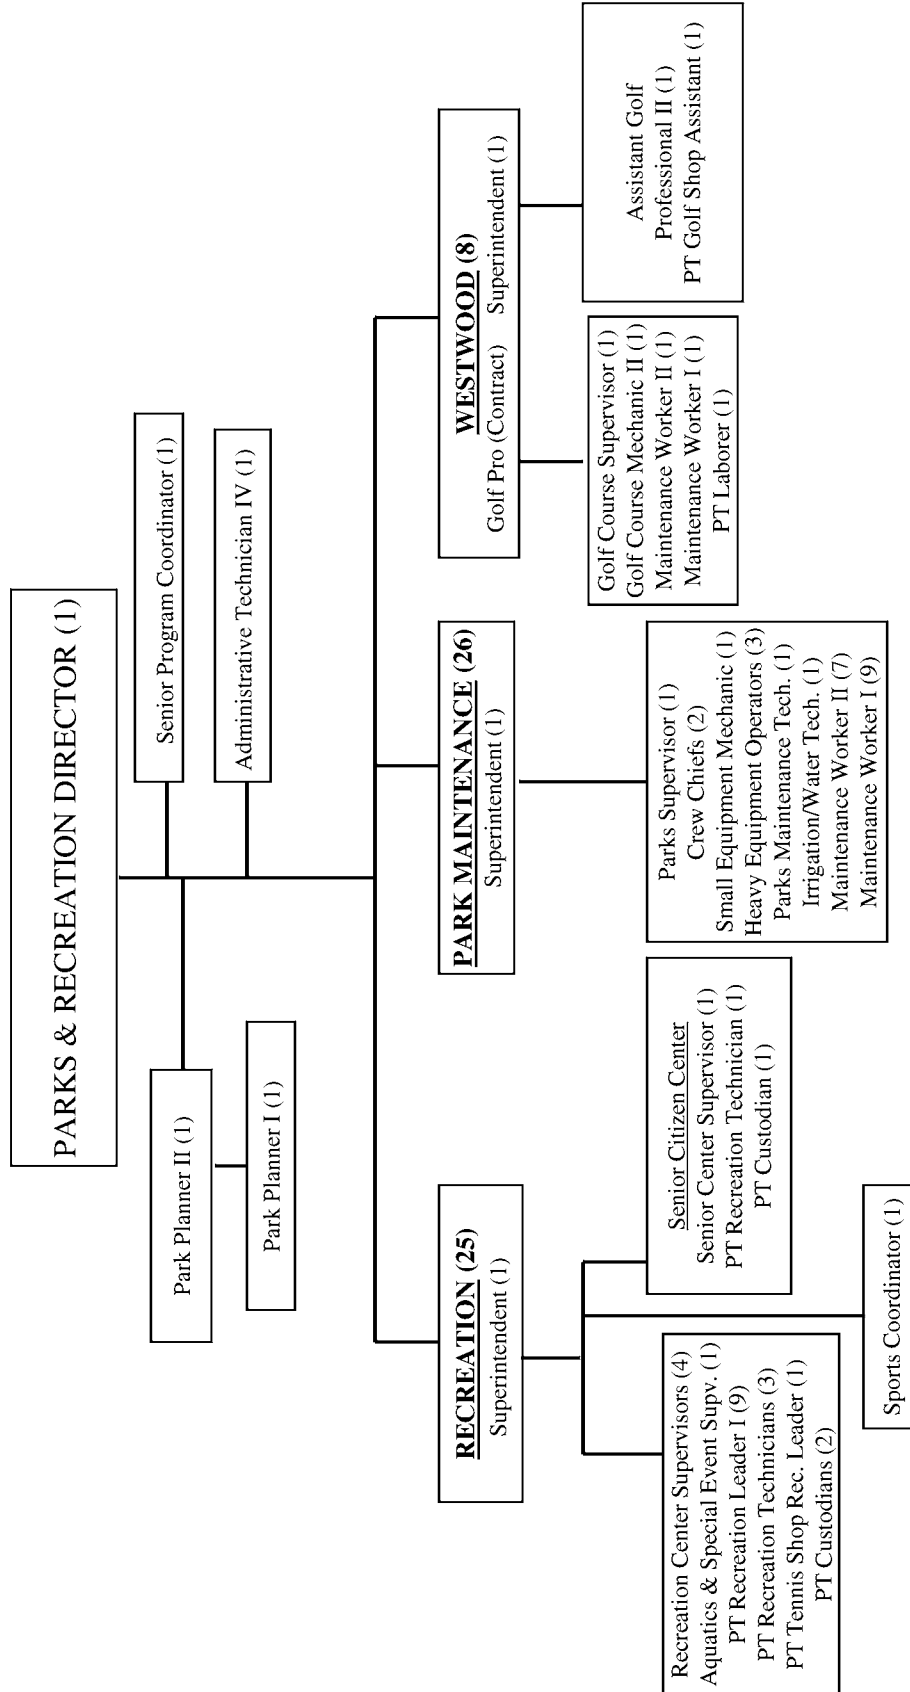 PARKS & RECREATION DIRECTOR (1)
Senior Program Coordinator (1)
Park Planner II (1)
Administrative Technician IV (1)
Park Planner I (1)
RECREATION (25)
Superintendent (1)
PARK MAINTENANCE (26)
Superintendent (1)
WESTWOOD (8)
Golf Pro (Contract) Superintendent (1)
Recreation Center Supervisors (4)
Aquatics & Special Event Supv. (1)
PT Recreation Leader I (9)
PT Recreation Technicians (3)
PT Tennis Shop Rec. Leader (1)
PT Custodians (2)
Senior Citizen Center
Senior Center Supervisor (1)
PT Recreation Technician (1)
PT Custodian (1)
Sports Coordinator (1)
Parks Supervisor (1)
Crew Chiefs (2)
Small Equipment Mechanic (1)
Heavy Equipment Operators (3)
Parks Maintenance Tech. (1)
Irrigation/Water Tech. (1)
Maintenance Worker II (7)
Maintenance Worker I (9)
Golf Course Supervisor (1)
Golf Course Mechanic II (1)
Maintenance Worker II (1)
Maintenance Worker I (1)
PT Laborer (1)
Assistant Golf
Professional II (1)
PT Golf Shop Assistant (1)